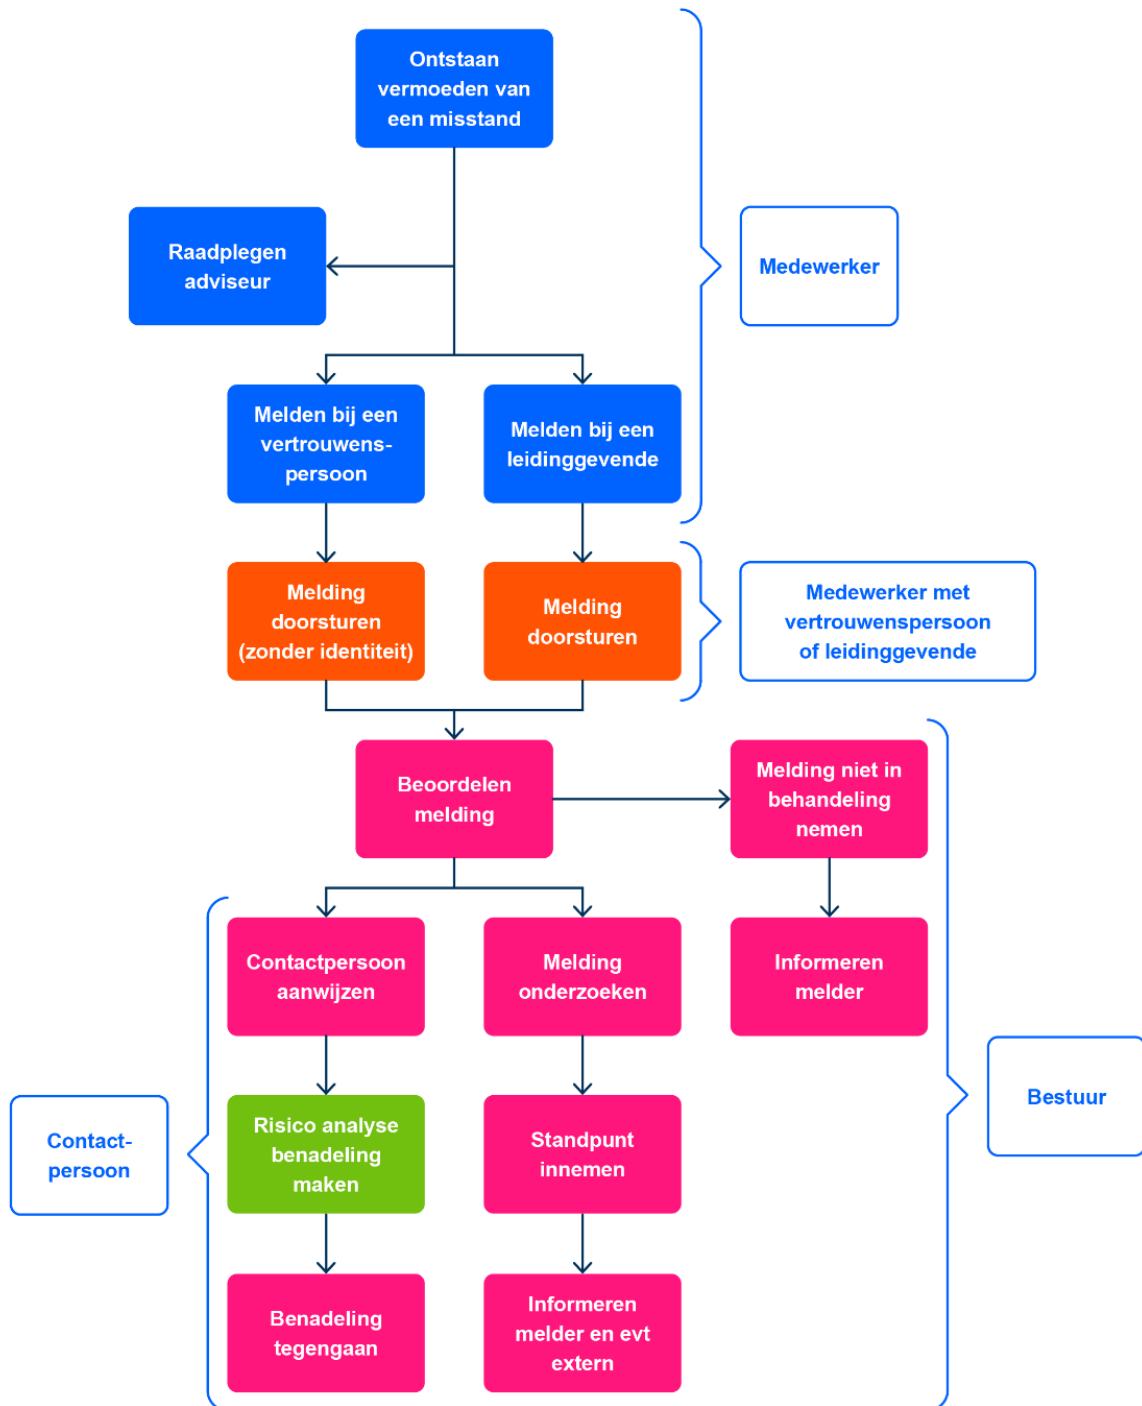 Ontstaan
vermoeden van
een misstand
Raadplegen
adviseur
Medewerker
Melden bij een
vertrouwens-
persoon
Melden bij een
leidinggevende
Melding
doorsturen
(zonder identiteit)
Melding
doorsturen
Medewerker met
vertrouwenspersoon
of leidinggevende
Beoordelen
melding
Melding niet in
behandeling
nemen
Contactpersoon
aanwijzen
Melding
onderzoeken
Informeren
melder
Contact-
persoon
Risico analyse
benadeling
maken
Standpunt
innemen
Bestuur
Benadeling
tegengaan
Informeren
melder en evt
extern